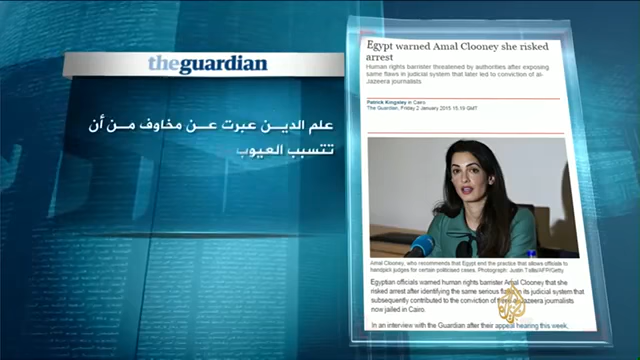 theguardian
علم الدين عبرت عن مخاوف من أن
تتسبب العيوب
Egypt warned Amal Clooney she risked
arrest
Human rights barrister threatened by authorities after exposing
same flaws in judicial system that later led to conviction of al-
Jazeera journalists
Patrick Kingsley in Cairo
The Guardian, Friday 2 January 2015 15.19 GMT
Amal Clooney, who recommends that Egypt end the practice that allows officials to
handpick judges for certain politicised cases. Photograph: Justin Tallis/AFP/Getty
Egyptian officials warned human rights barrister Amal Clooney that she
risked arrest after identifying the same serious flaws in its judicial system that
subsequently contributed to the conviction of three al-Jazeera journalists
now jailed in Cairo.
In an interview with the Guardian after their appeal hearing this week,